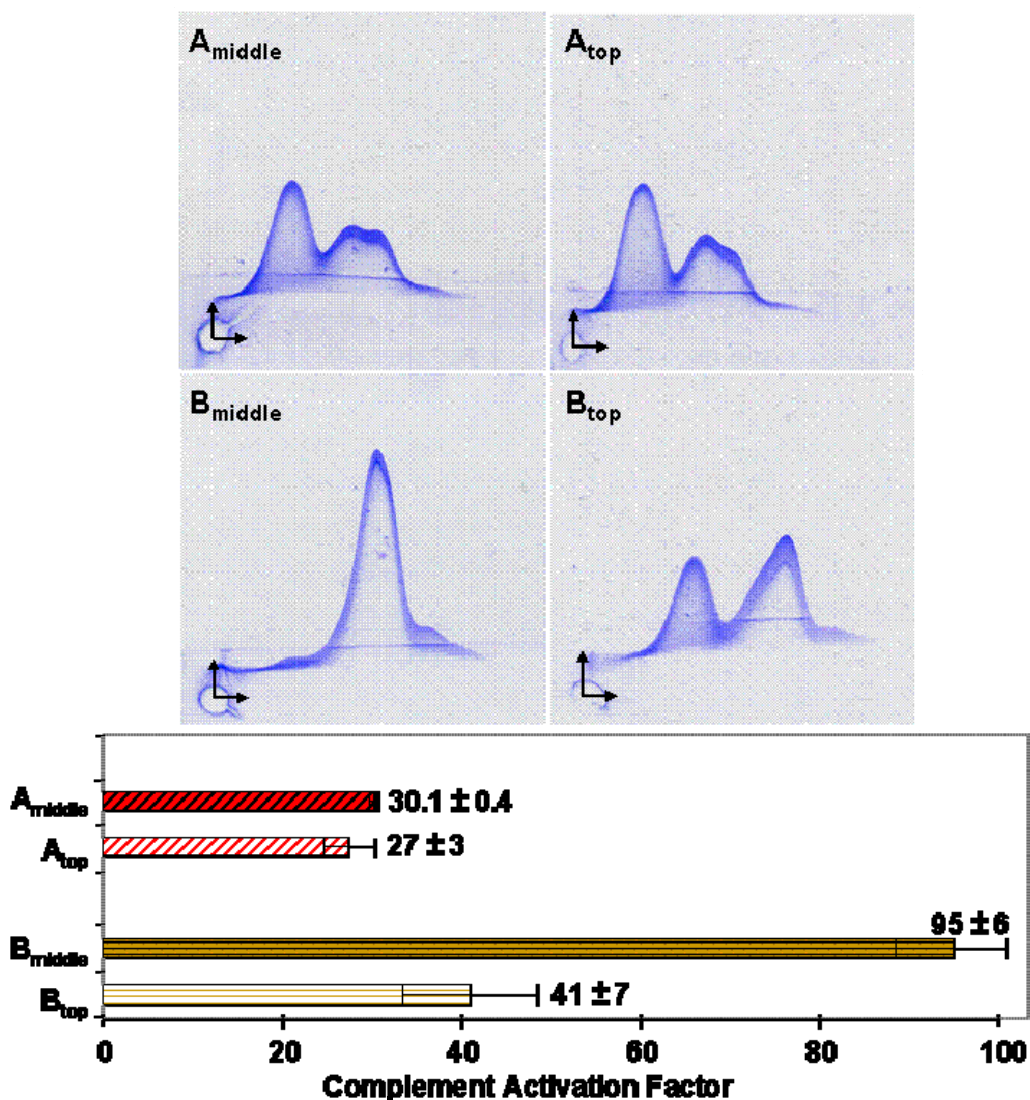 Amiddle
Atop
Bmiddle
Btop
Amiddle 30.1 ± 0.4
Atop 27 ± 3
Bmiddle 95 ± 6
Btop 41 ± 7
0 20 40 60 80 100
Complement Activation Factor